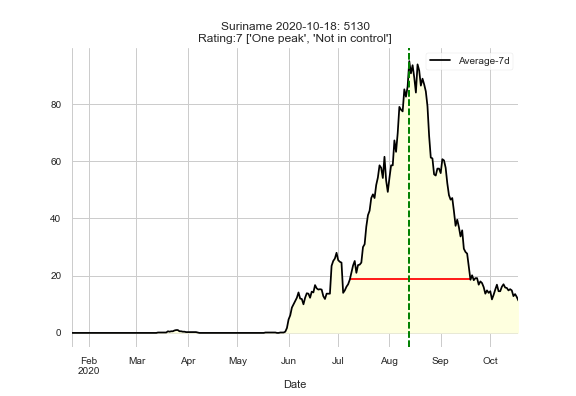 Suriname 2020-10-18: 5130
Rating:7 ['One peak', 'Not in control']
Average-7d
80
60
40
20
0
Feb Mar Apr May Jun Jul Aug Sep Oct
2020
Date